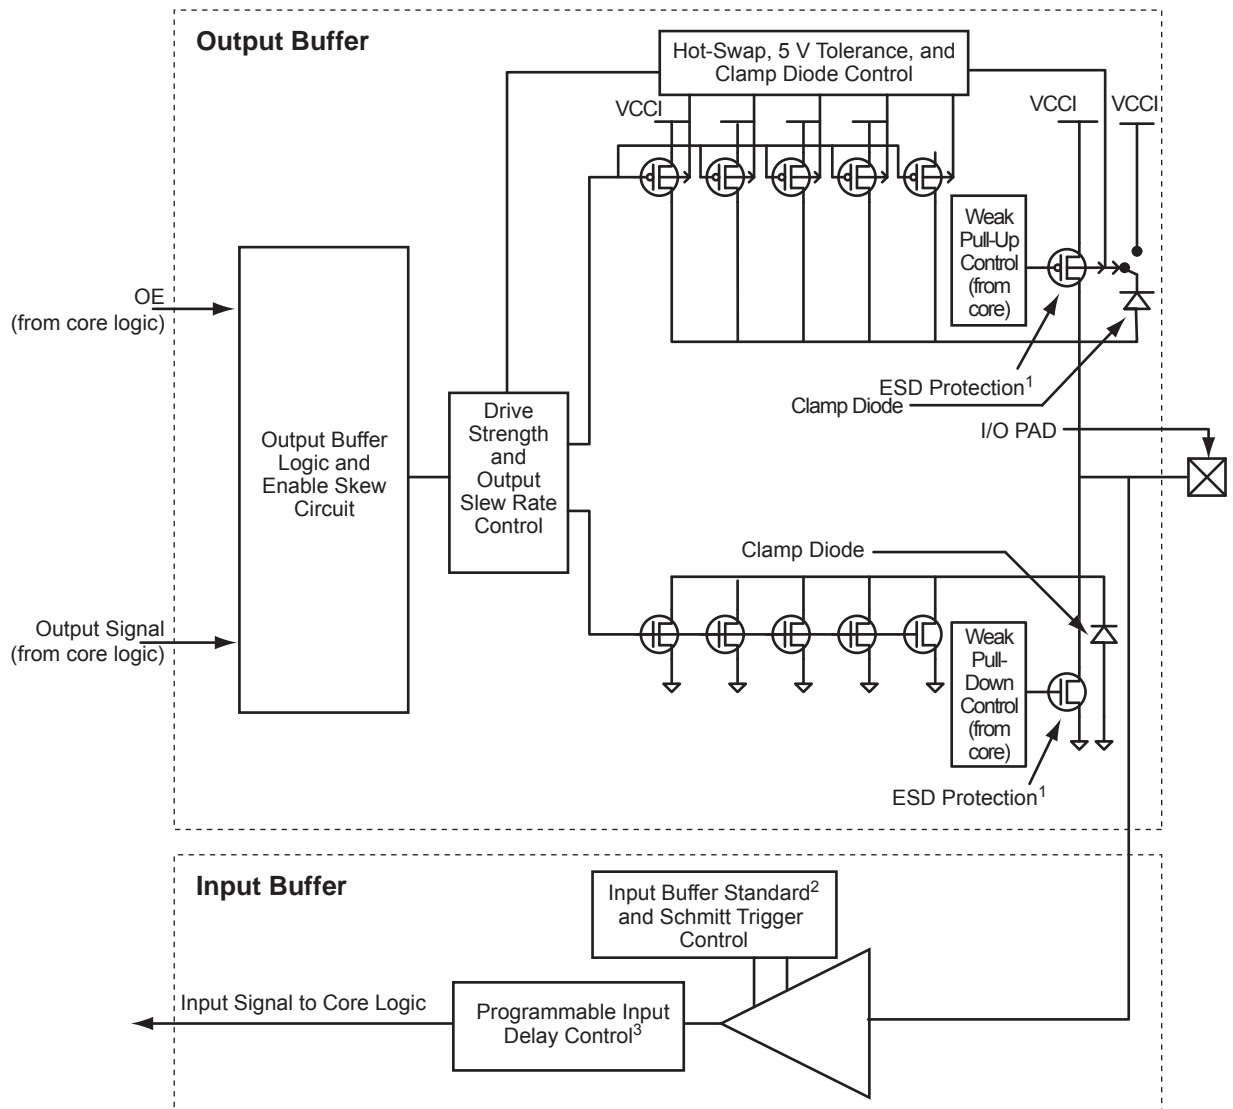 Output Buffer
Hot-Swap, 5 V Tolerance, and
Clamp Diode Control
VCCI
VCCI
VCCI
Weak
Pull-Up
Control
(from
core)
OE
(from core logic)
ESD Protection1
Clamp Diode
I/O PAD
Drive
Strength
and
Output
Slew Rate
Control
Output Buffer
Logic and
Enable Skew
Circuit
Clamp Diode
Output Signal
(from core logic)
Weak
Pull-
Down
Control
(from
core)
ESD Protection1
Input Buffer
Input Buffer Standard2
and Schmitt Trigger
Control
Input Signal to Core Logic
Programmable Input
Delay Control3